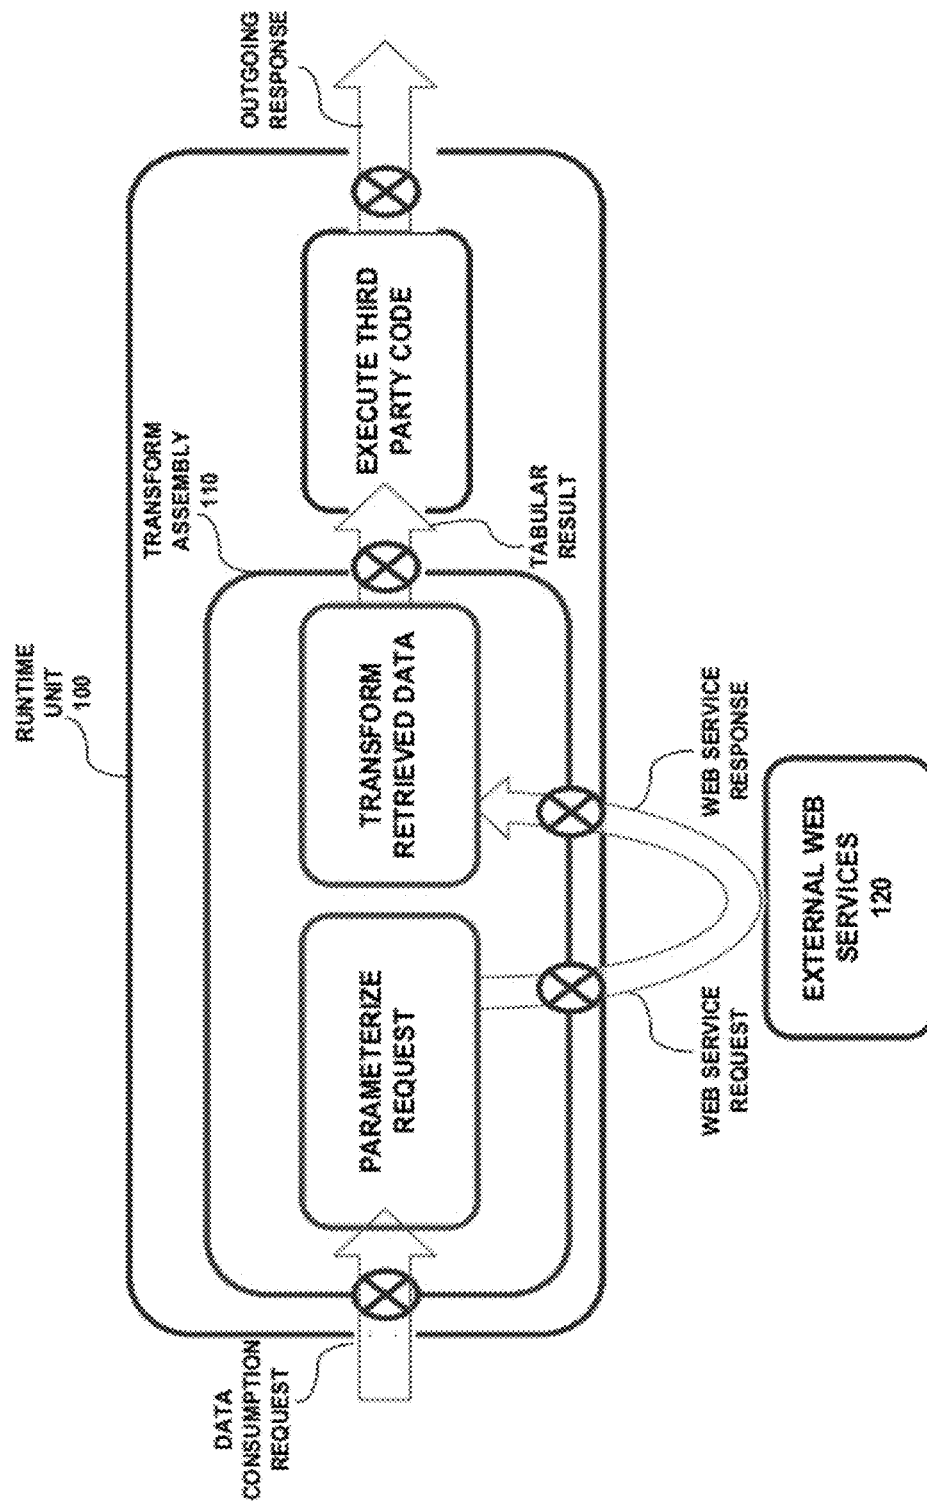 RUNTIME
UNIT
100
TRANSFORM
ASSEMBLY
110
OUTGOING
RESPONSE
DATA
CONSUMPTION
REQUEST
PARAMETERIZE
REQUEST
TRANSFORM
RETRIEVED DATA
EXECUTE THIRD
PARTY CODE
TABULAR
RESULT
WEB SERVICE
REQUEST
WEB SERVICE
RESPONSE
EXTERNAL WEB
SERVICES
120